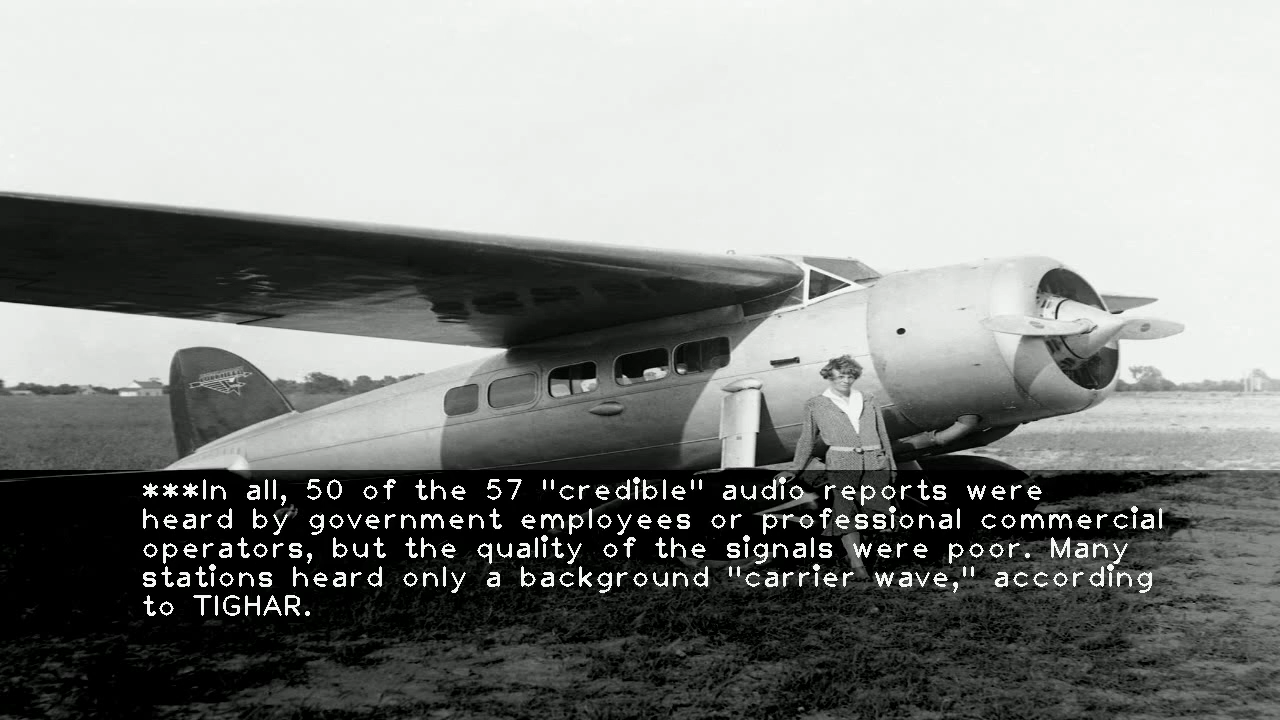 ***In all, 50 of the 57 "credible" audio reports were
heard by government employees or professional commercial
operators, but the quality of the signals were poor. Many
stations heard only a background "carrier wave," according
to TIGHAR.